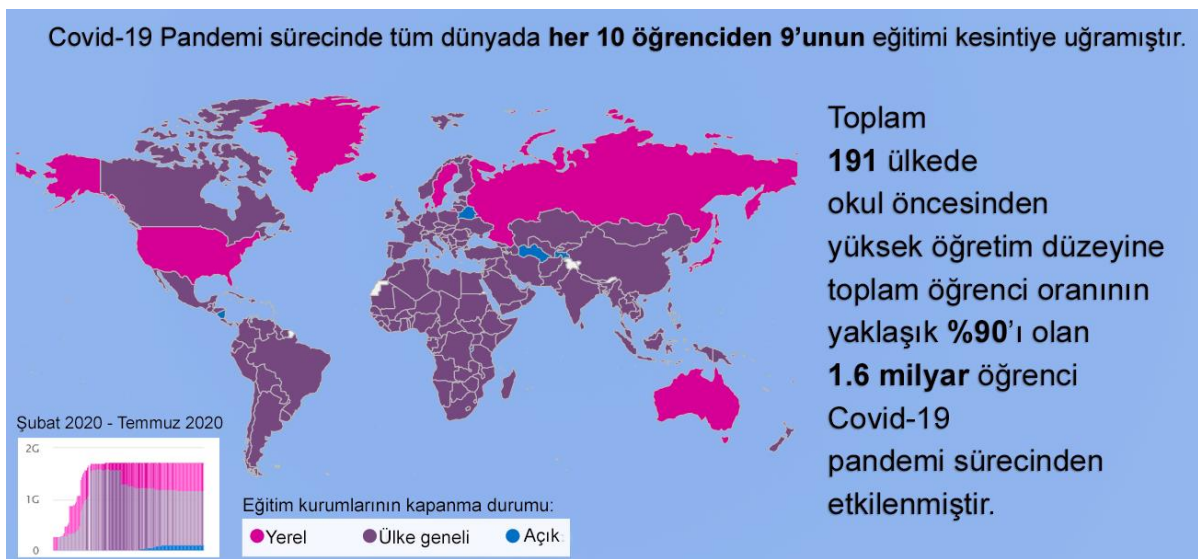 Covid-19 Pandemi sürecinde tüm dünyada her 10 öğrenciden 9’unun eğitimi kesintiye uğramıştır.
Toplam
191 ülkede
okul öncesinden
yüksek öğretim düzeyine
toplam öğrenci oranının
yaklaşık %90’ı olan
1.6 milyar öğrenci
Covid-19
pandemi sürecinden
etkilenmiştir.
Şubat 2020 - Temmuz 2020
2G
1G
0
Eğitim kurumlarının kapanma durumu:
Yerel Ülke geneli Açık